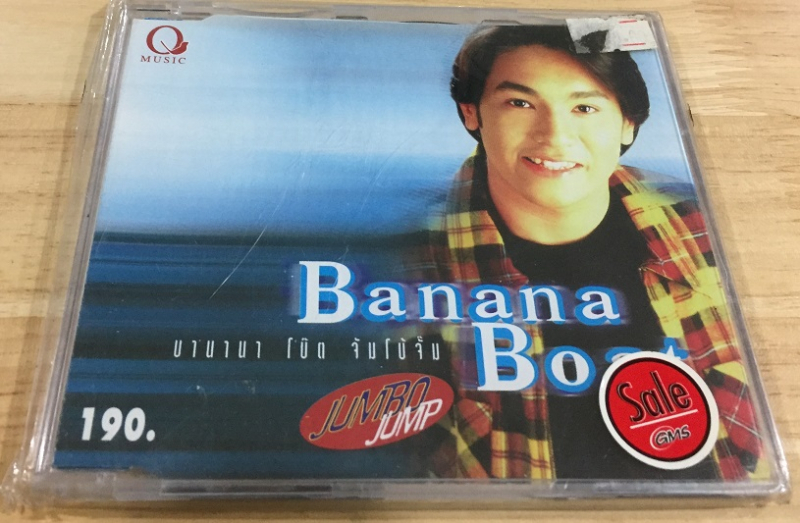 Q
MUSIC
Banana
บานานา โบ๊ต จัมโบ้จั๊ม
Bo
Sale
GMS
JUMBO
JUMP
190.